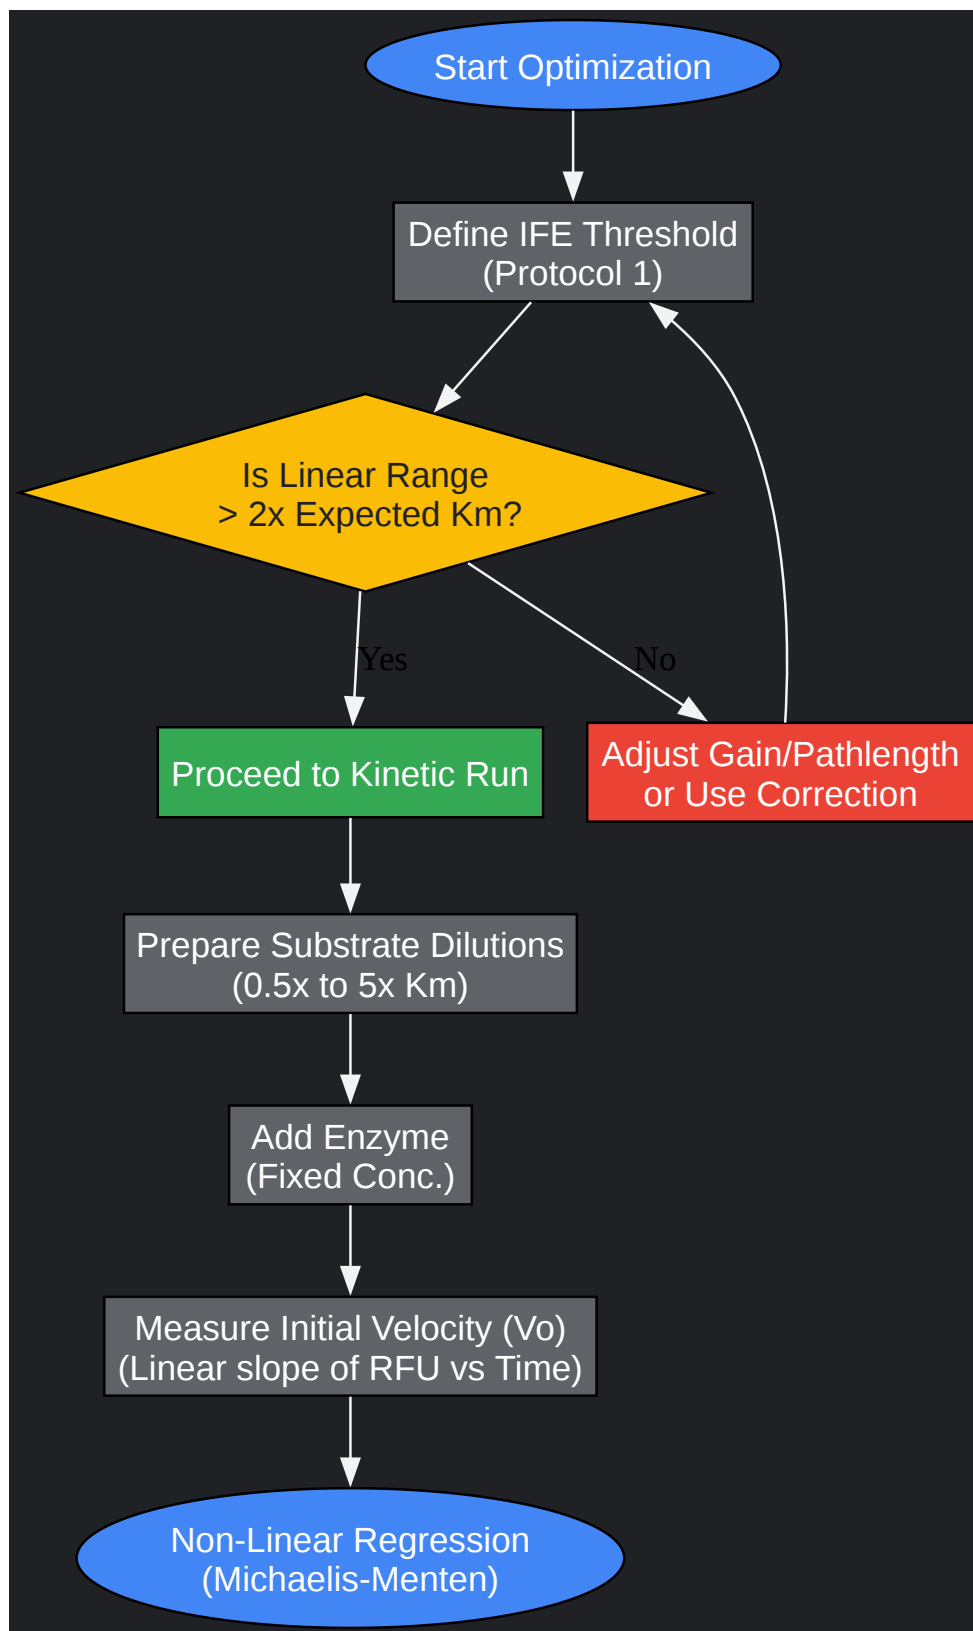 Start Optimization
Define IFE Threshold
(Protocol 1)
Is Linear Range
> 2x Expected Km?
Yes
No
Proceed to Kinetic Run
Adjust Gain/Pathlength
or Use Correction
Prepare Substrate Dilutions
(0.5x to 5x Km)
Add Enzyme
(Fixed Conc.)
Measure Initial Velocity (Vo)
(Linear slope of RFU vs Time)
Non-Linear Regression
(Michaelis-Menten)